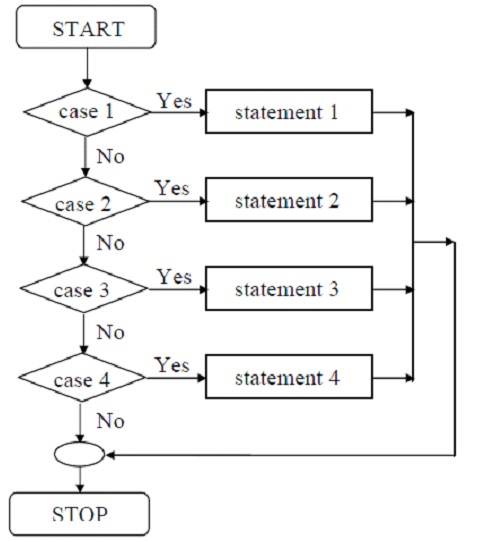 START
case 1
Yes
statement 1
No
case 2
Yes
statement 2
No
case 3
Yes
statement 3
No
case 4
Yes
statement 4
No
STOP